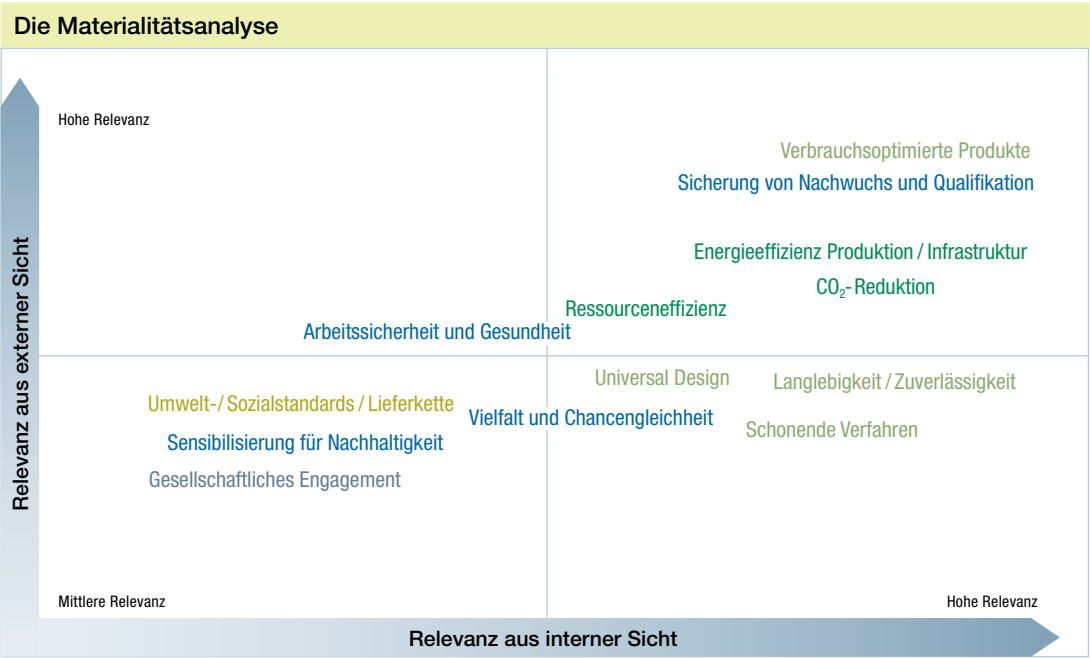 Die Materialitätsanalyse
Relevanz aus externer Sicht
Hohe Relevanz
Verbrauchsoptimierte Produkte
Sicherung von Nachwuchs und Qualifikation
Energieeffizienz Produktion / Infrastruktur
CO₂-Reduktion
Ressourceneffizienz
Arbeitssicherheit und Gesundheit
Universal Design
Langlebigkeit / Zuverlässigkeit
Umwelt-/ Sozialstandards / Lieferkette
Vielfalt und Chancengleichheit
Schonende Verfahren
Sensibilisierung für Nachhaltigkeit
Gesellschaftliches Engagement
Mittlere Relevanz
Hohe Relevanz
Relevanz aus interner Sicht